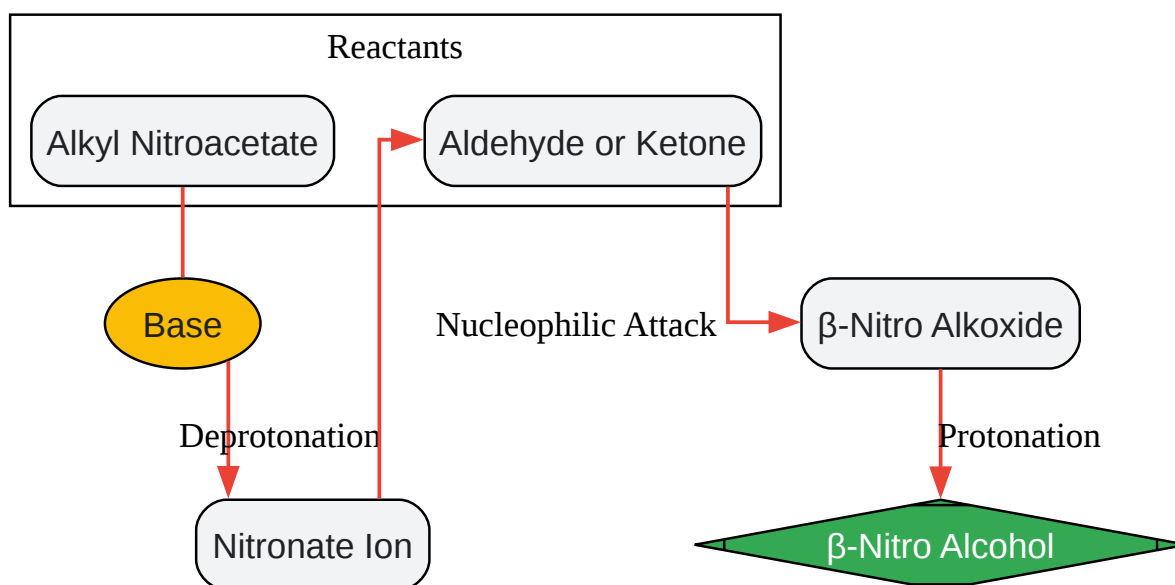 Reactants
Alkyl Nitroacetate
Aldehyde or Ketone
Base
Nucleophilic Attack
β-Nitro Alkoxide
Deprotonation
Protonation
Nitronate Ion
β-Nitro Alcohol